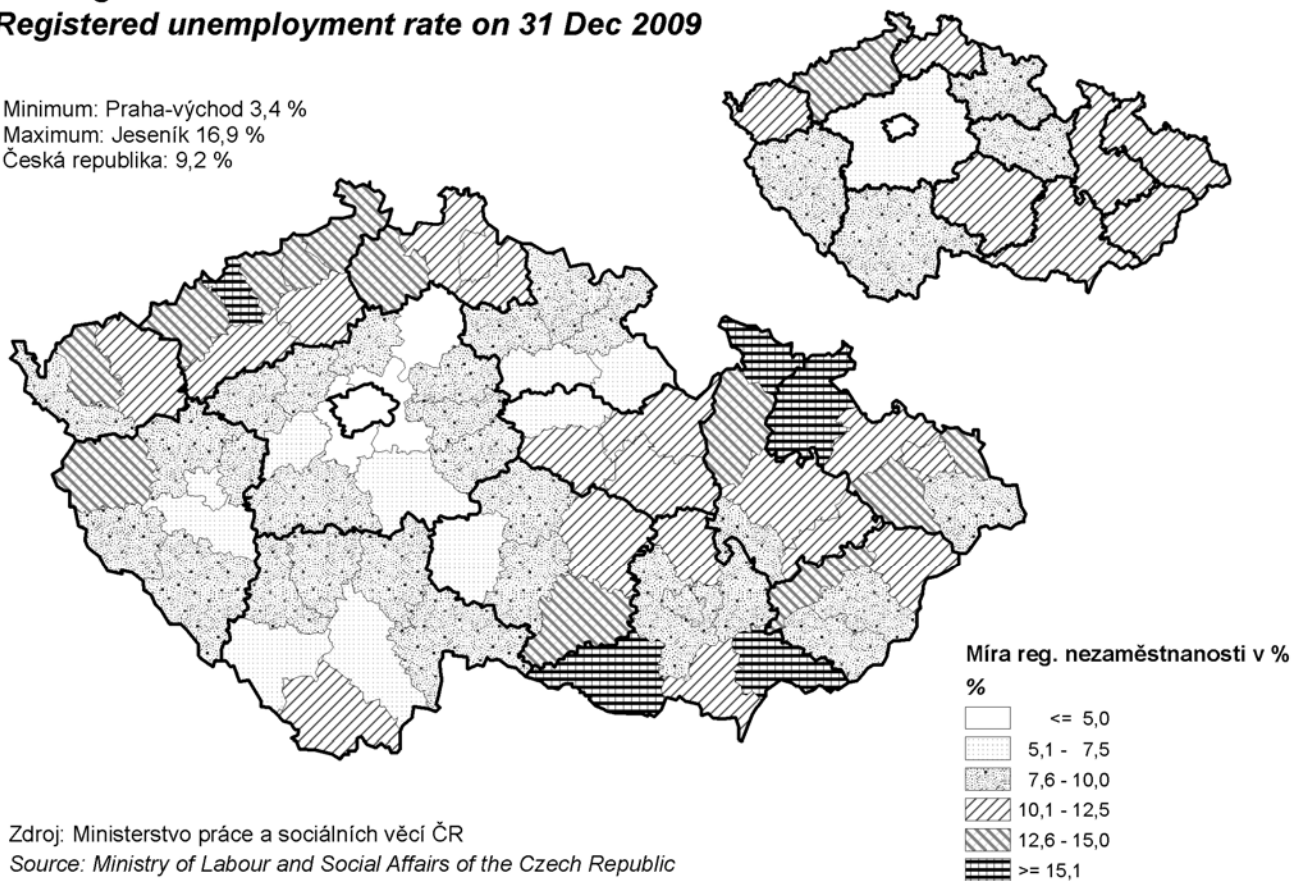 Registered unemployment rate on 31 Dec 2009
Minimum: Praha-východ 3,4 %
Maximum: Jeseník 16,9 %
Česká republika: 9,2 %
Míra reg. nezaměstnanosti v %
%
<= 5,0
5,1 - 7,5
7,6 - 10,0
10,1 - 12,5
12,6 - 15,0
>= 15,1
Zdroj: Ministerstvo práce a sociálních věcí ČR
Source: Ministry of Labour and Social Affairs of the Czech Republic